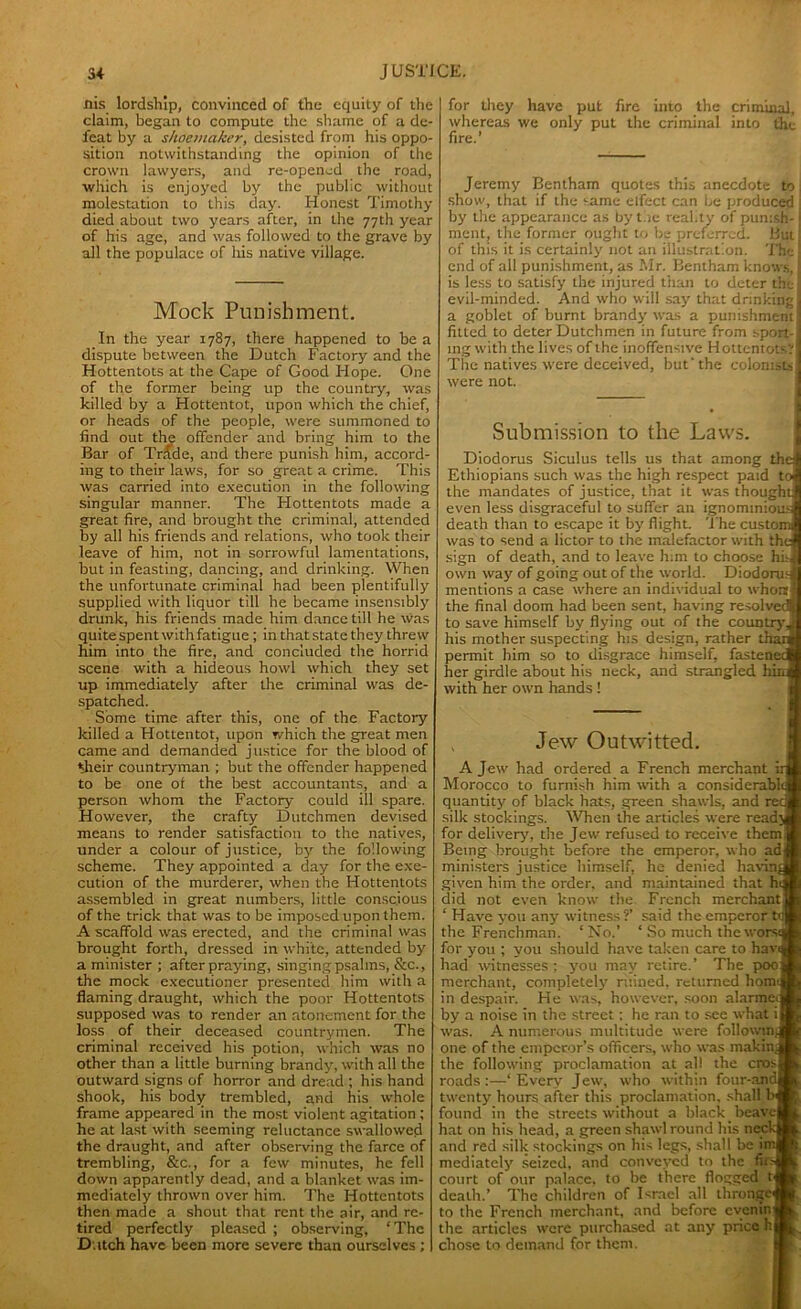 34
JUSTICE.
his lordship, convinced of the equity of the
claim, began to compute the shame of a de-
feat by a shoemaker, desisted from his oppo-
sition notwithstanding the opinion of the
crown lawyers, and re-opened the road,
which is enjoyed by the public without
molestation to this day. Honest Timothy
died about two years after, in the 77th year
of his age, and was followed to the grave by
all the populace of his native village.
Mock Punishment.
In the year 1787, there happened to be a
dispute between the Dutch Factory and the
Hottentots at the Cape of Good Hope. One
of the former being up the country, was
killed by a Hottentot, upon which the chief,
or heads of the people, were summoned to
find out the offender and bring him to the
Bar of Trade, and there punish him, accord-
ing to their laws, for so great a crime. This
was carried into execution in the following
singular manner. The Hottentots made a
great fire, and brought the criminal, attended
by all his friends and relations, who took their
leave of him, not in sorrowful lamentations,
but in feasting, dancing, and drinking. When
the unfortunate criminal had been plentifully
supplied with liquor till he became insensibly
drunk, his friends made him dance till he was
quite spent with fatigue; in that state they threw
him into the fire, and concluded the horrid
scene with a hideous howl which they set
up immediately after the criminal was de-
spatched.
Some time after this, one of the Factory
killed a Hottentot, upon which the great men
came and demanded justice for the blood of
their countryman ; but the offender happened
to be one of the best accountants, and a
person whom the Factory could ill spare.
However, the crafty Dutchmen devised
means to render satisfaction to the natives,
under a colour of justice, by the following
scheme. They appointed a day for the exe-
cution of the murderer, when the Hottentots
assembled in great numbers, little conscious
of the trick that was to be imposed upon them.
A scaffold was erected, and the criminal was
brought forth, dressed in white, attended by
a minister ; after praying, singing psalms, &c.,
the mock executioner presented him with a
flaming draught, which the poor Hottentots
supposed was to render an atonement for the
loss of their deceased countrymen. The
criminal received his potion, which was no
other than a little burning brandy, with all the
outward signs of horror and dread ; his hand
shook, his body trembled, and his whole
frame appeared in the most violent agitation ;
he at last with seeming reluctance swallowed
the draught, and after observing the farce of
trembling, &c., for a few minutes, he fell
down apparently dead, and a blanket was im-
mediately thrown over him. The Hottentots
then made a shout that rent the air, and re-
tired perfectly pleased ; observing, 'The
Dutch have been more severe than ourselves ;
for they have put fire into the criminal,
whereas we only put the criminal into the
fire.'
Jeremy Bentham quotes this anecdote to
show, that if the same effect can be produced
by the appearance as by the reality of punish-
ment, the former ought to be preferred. But
of this it is certainly not an illustration. The
end of all punishment, as Mr. Bentham knows,
is less to satisfy the injured than to deter the
evil-minded. And who will say that drinking
a goblet of burnt brandy was a punishment
fitted to deter Dutchmen in future from sport-
ing with the lives of the inoffensive Hottentots?
The natives were deceived, but the colonists
were not.
Submission to the Laws.
Diodorus Siculus tells us that among the
Ethiopians such was the high respect paid to
the mandates of justice, that it was thought
even less disgraceful to suffer an ignominious
death than to escape it by flight. The custom
was to send a lictor to the malefactor with the
sign of death, and to leave him to choose his
own way of going out of the world. Diodorus
mentions a case where an individual to whom
the final doom had been sent, having resolved
to save himself by flying out of the country,
his mother suspecting his design, rather than
permit him so to disgrace himself, fastened
her girdle about his neck, and strangled him
with her own hands !
Jew Outwitted.
A Jew had ordered a French merchant in
Morocco to furnish him with a considerable
quantity of black hats, green shawls, and red
silk stockings. When the articles were ready
for delivery, the Jew refused to receive them
Being brought before the emperor, who ad
ministers justice himself, he denied having
given him the order, and maintained that he
did not even know the French merchant
' Have you any witness ?' said the emperor to
the Frenchman. ' No.' ' So much the worse
for you ; you should have taken care to have
had witnesses : you may retire.' The poo
merchant, completely ruined, returned home
in despair. He was, however, soon alarmed
by a noise in the street ; he ran to see what i
was. A numerous multitude were following
one of the emperor's officers, who was making
the following proclamation at all the cros
roads :—' Every Jew, who within four-and
twenty hours after this proclamation, shall be
found in the streets without a black beaver
hat on his head, a green shawl round his neck
and red silk stockings on his legs, shall be im
mediately seized, and conveyed to the first
court of our palace, to be there flogged to
death.' The children of Israel all thronged
to the French merchant, and before evening
the articles were purchased at any price he
chose to demand for them.